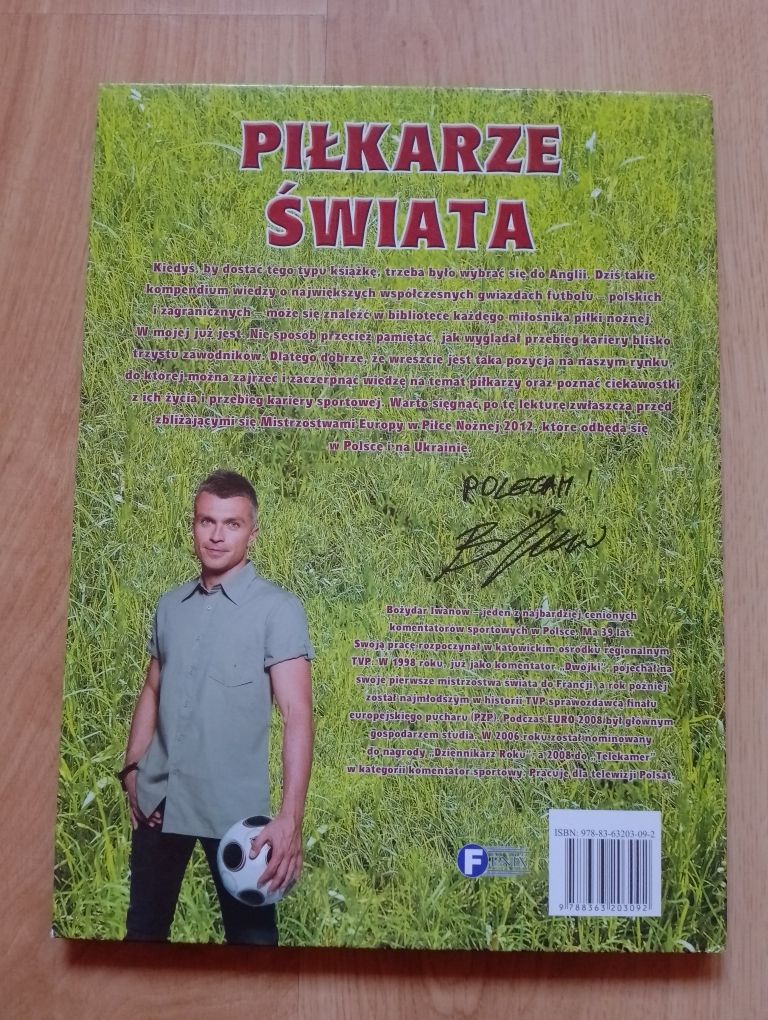 PIŁKARZE
ŚWIATA
Kiedyś, by dostać tego typu książkę, trzeba było wybrać się do Anglii. Dziś takie
kompendium wiedzy o największych współczesnych gwiazdach futbolu – polskich
i zagranicznych – może się znaleźć w bibliotece każdego miłośnika piłki nożnej.
W mojej już jest. Nie sposób przecież pamiętać, jak wyglądał przebieg kariery blisko
trzystu zawodników. Dlatego dobrze, że wreszcie jest taka pozycja na naszym rynku,
do której można zajrzeć i zaczerpnąć wiedzę na temat piłkarzy oraz poznać ciekawostki
z ich życia i przebieg kariery sportowej. Warto sięgnąć po tę lekturę zwłaszcza przed
zbliżającymi się Mistrzostwami Europy w Piłce Nożnej 2012, które odbędą się
w Polsce i na Ukrainie.
POLECAM!
Bożydar Iwanow – jeden z najbardziej cenionych
komentatorów sportowych w Polsce. Ma 39 lat.
Swoją pracę rozpoczynał w katowickim ośrodku regionalnym
TVP. W 1998 roku, już jako komentator „Dwójki”, pojechał na
swoje pierwsze mistrzostwa świata do Francji, a rok później
został najmłodszym w historii TVP sprawozdawcą finału
europejskiego pucharu (PZP). Podczas EURO 2008 był głównym
gospodarzem studia. W 2006 roku został nominowany
do nagrody „Dziennikarz Roku”, a 2008 do „Telekamer”
w kategorii komentator sportowy. Pracuje dla telewizji Polsat.
ISBN: 978-83-63203-09-2
F FENIX
9 788363 203092